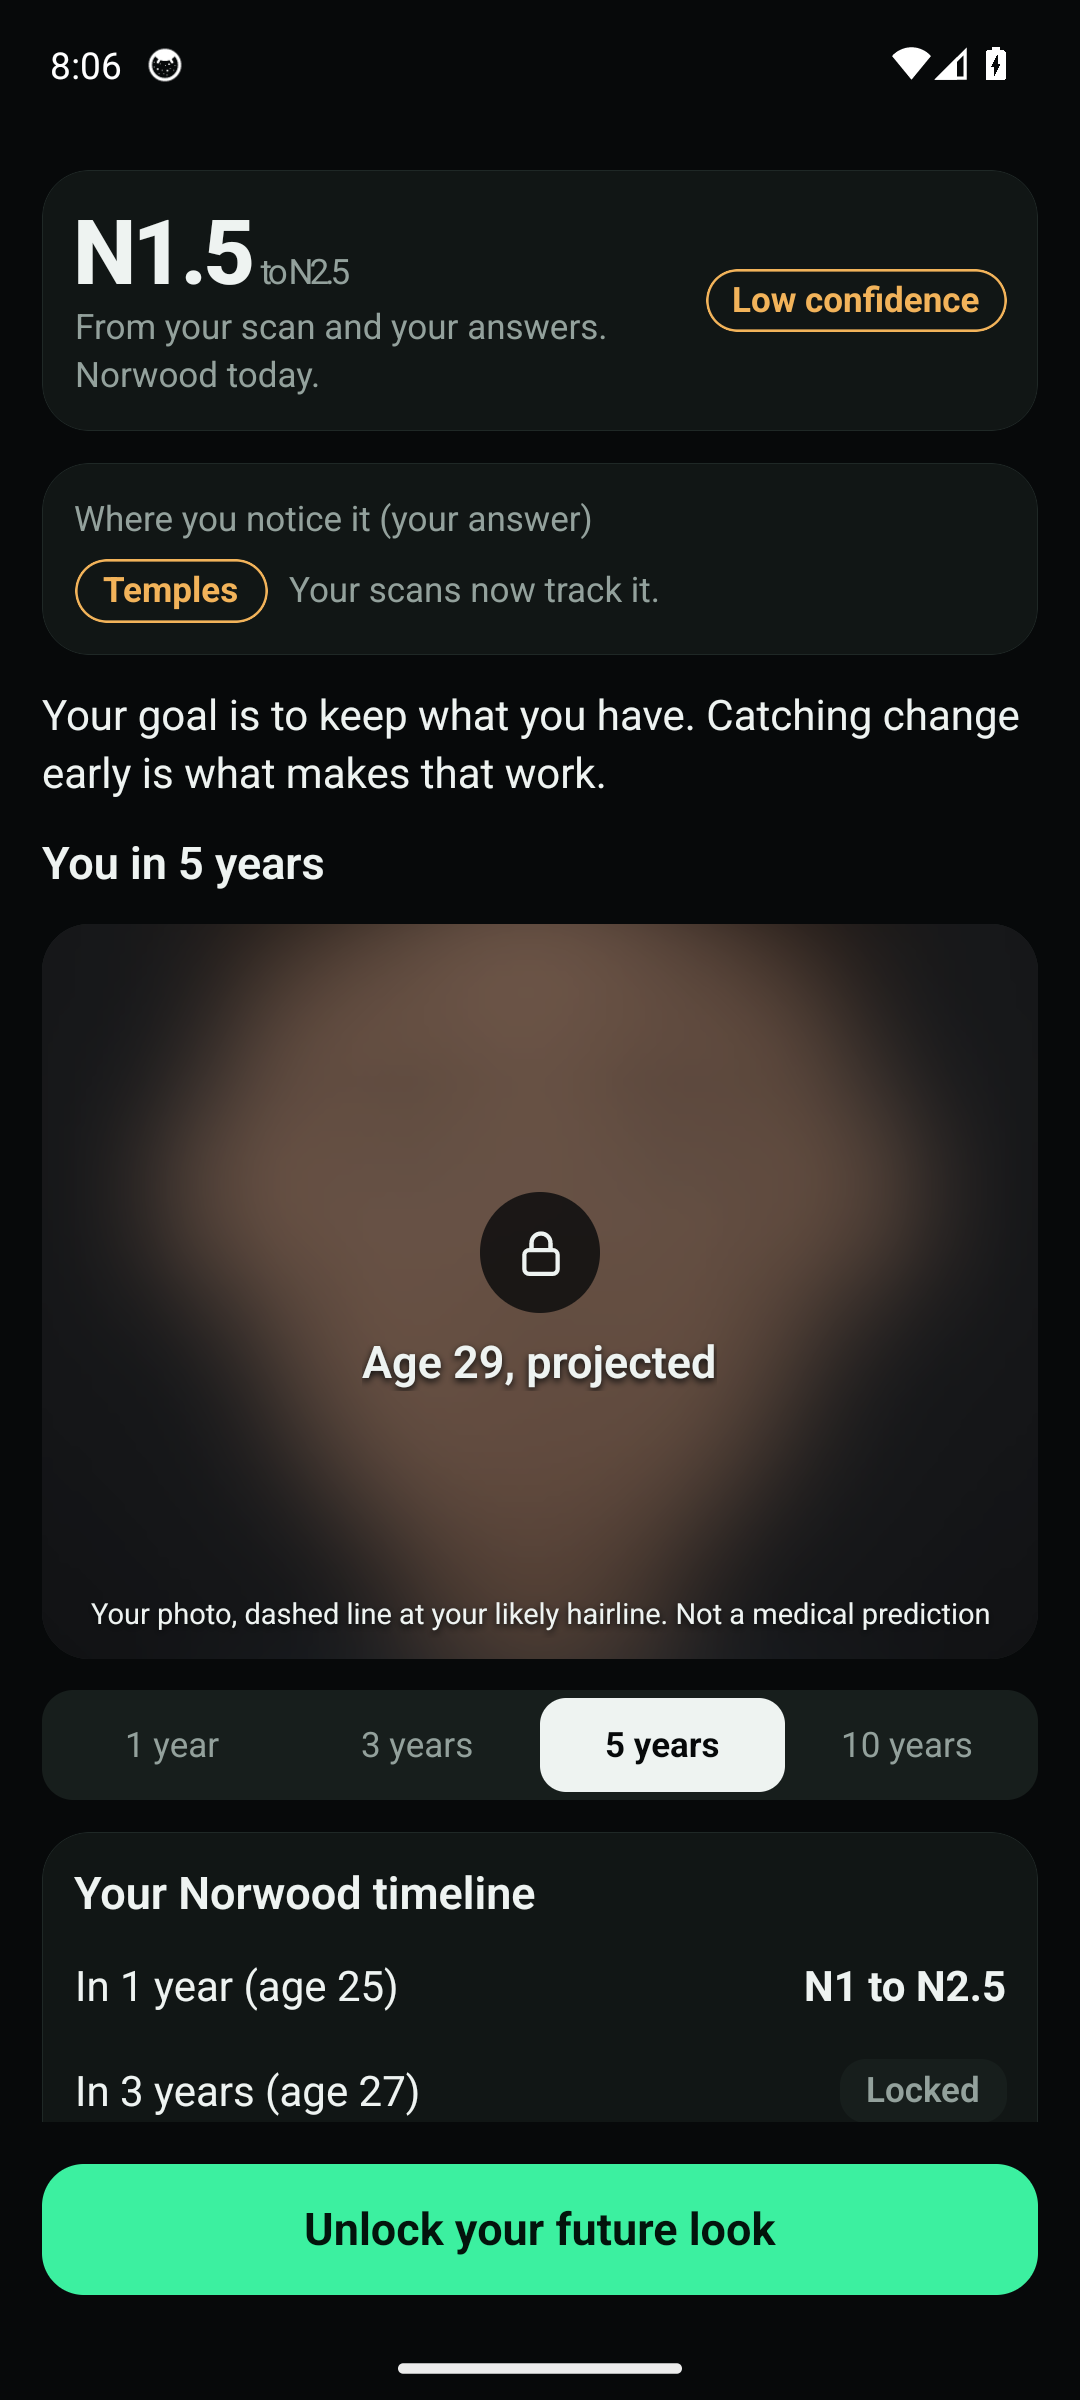 8:06
N1.5 to N2.5
Low confidence
From your scan and your answers.
Norwood today.
Where you notice it (your answer)
Temples Your scans now track it.
Your goal is to keep what you have. Catching change
early is what makes that work.
You in 5 years
Age 29, projected
Your photo, dashed line at your likely hairline. Not a medical prediction
1 year 3 years 5 years 10 years
Your Norwood timeline
In 1 year (age 25) N1 to N2.5
In 3 years (age 27) Locked
Unlock your future look